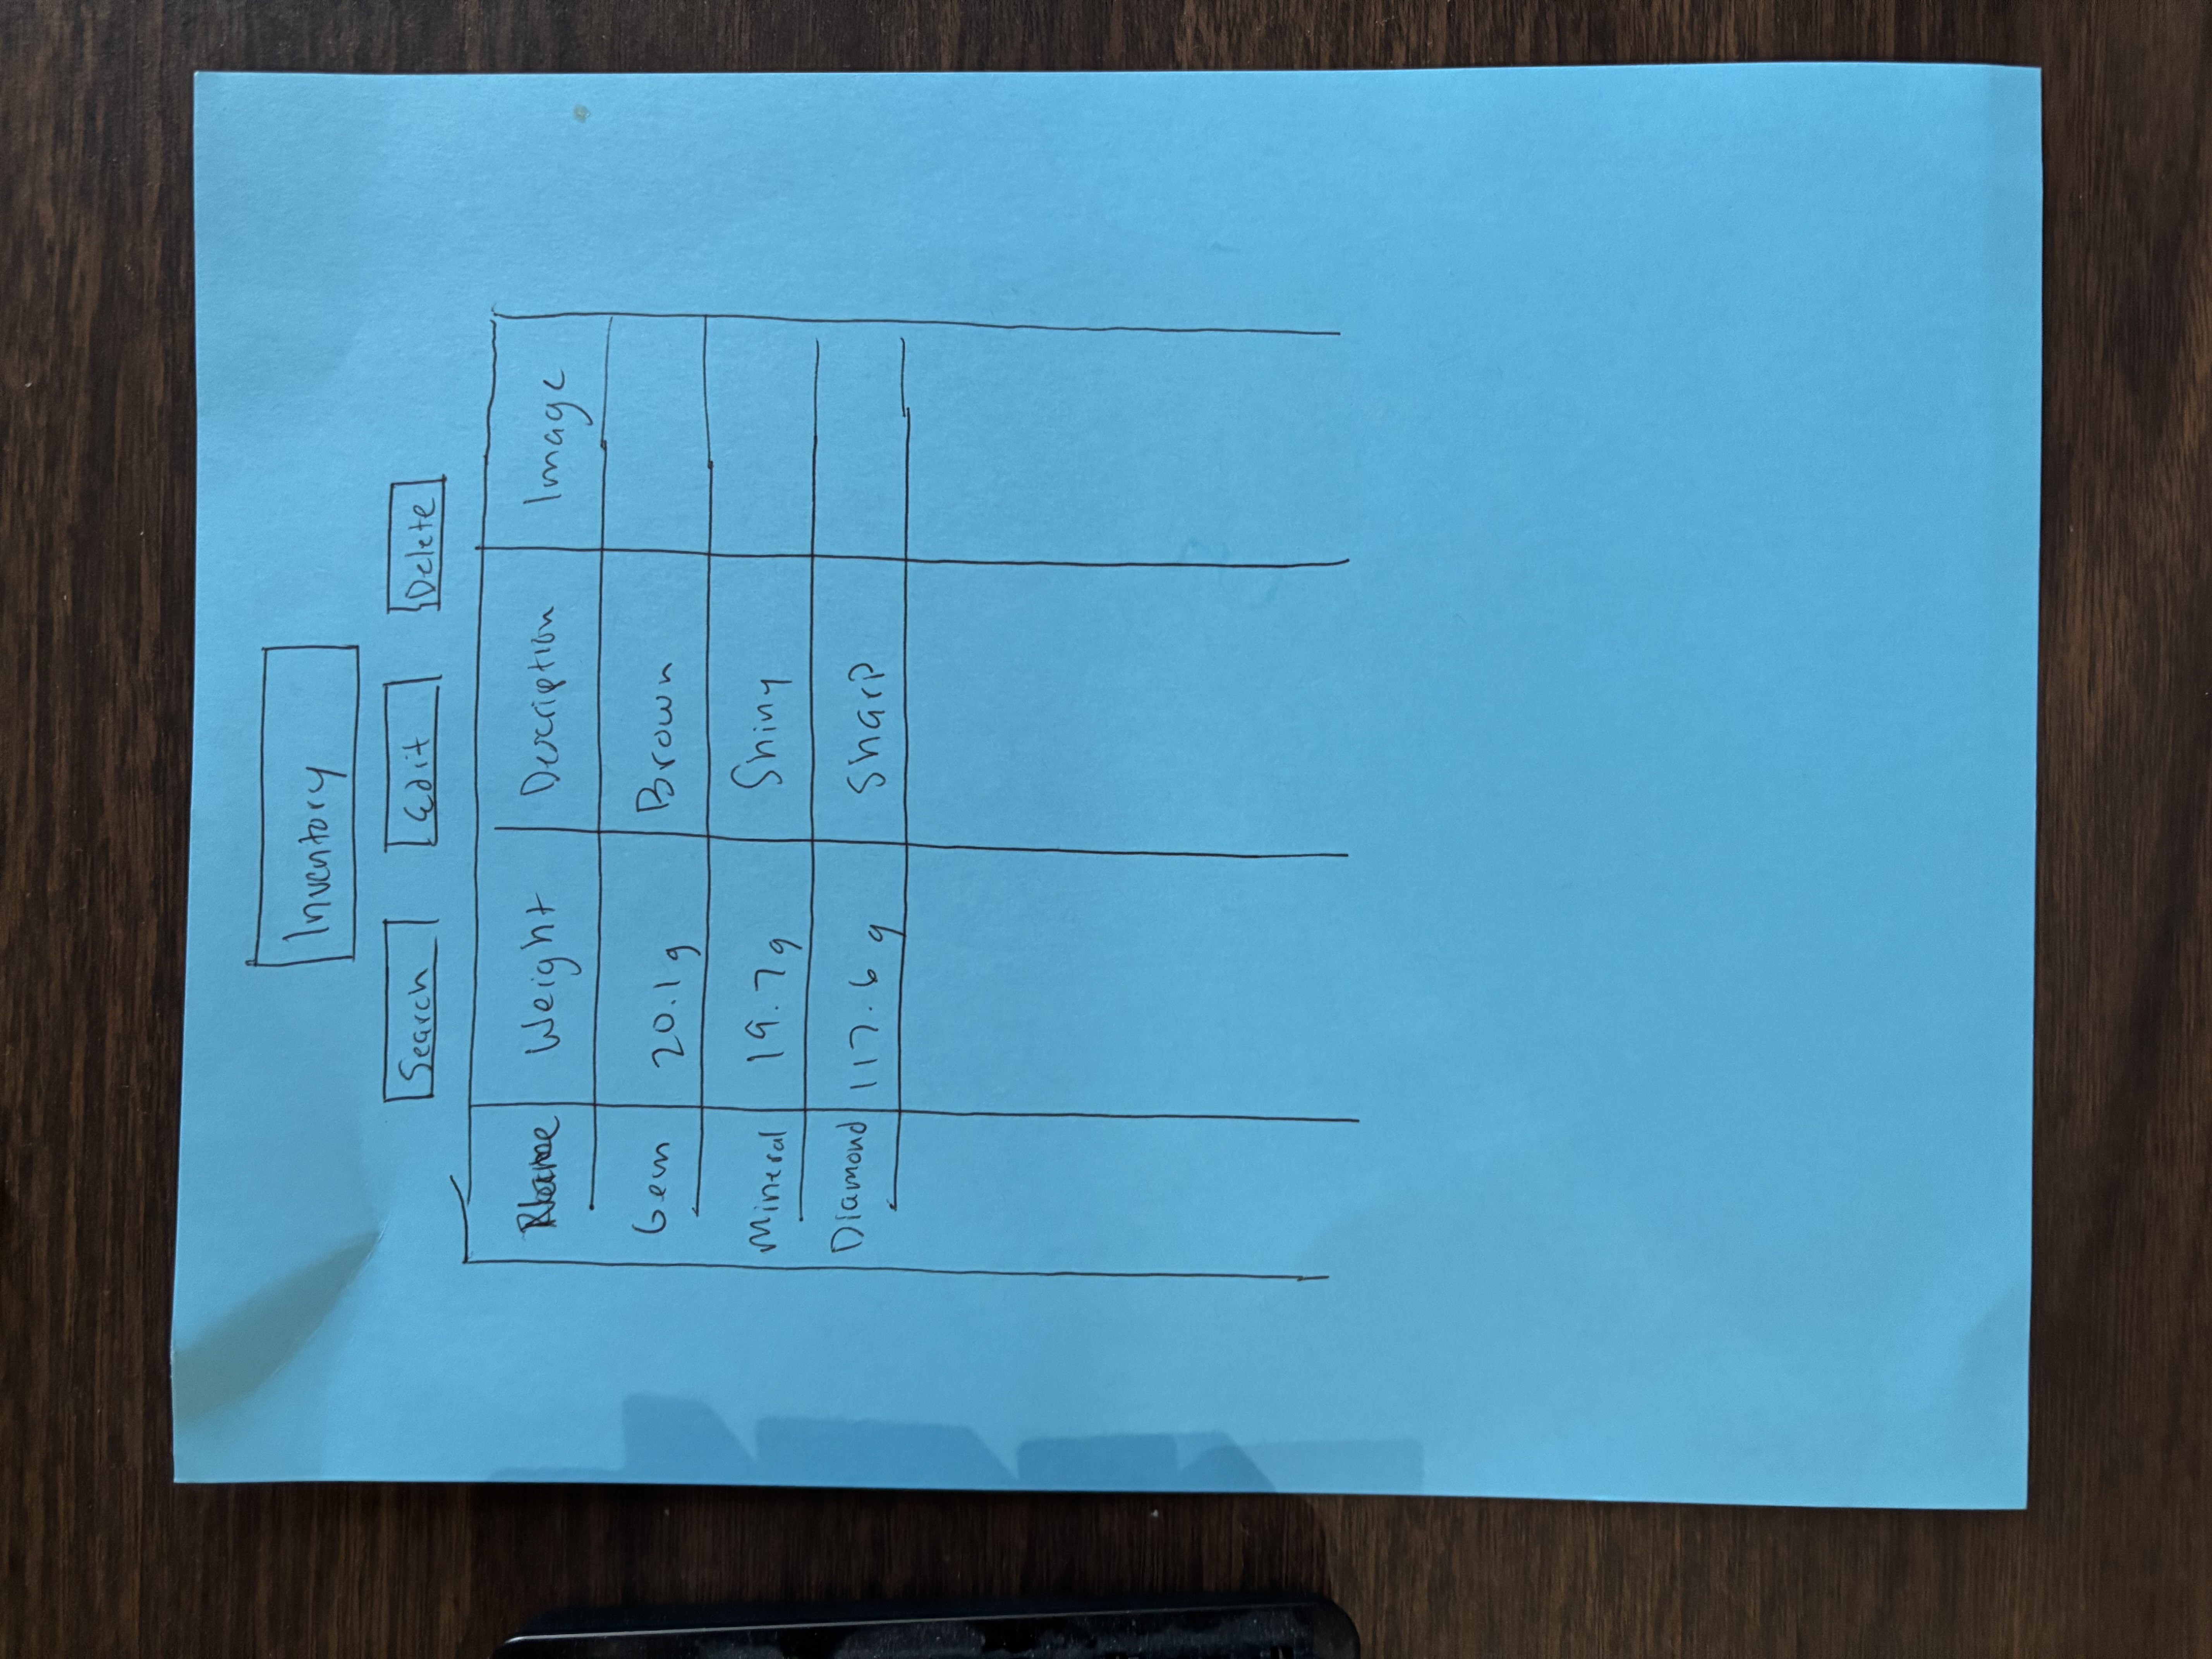 Inventory
Search Edit Delete
Name Weight Description Image
Gem 20.1g Brown
Mineral 19.7g Shiny
Diamond 117.6g Sharp